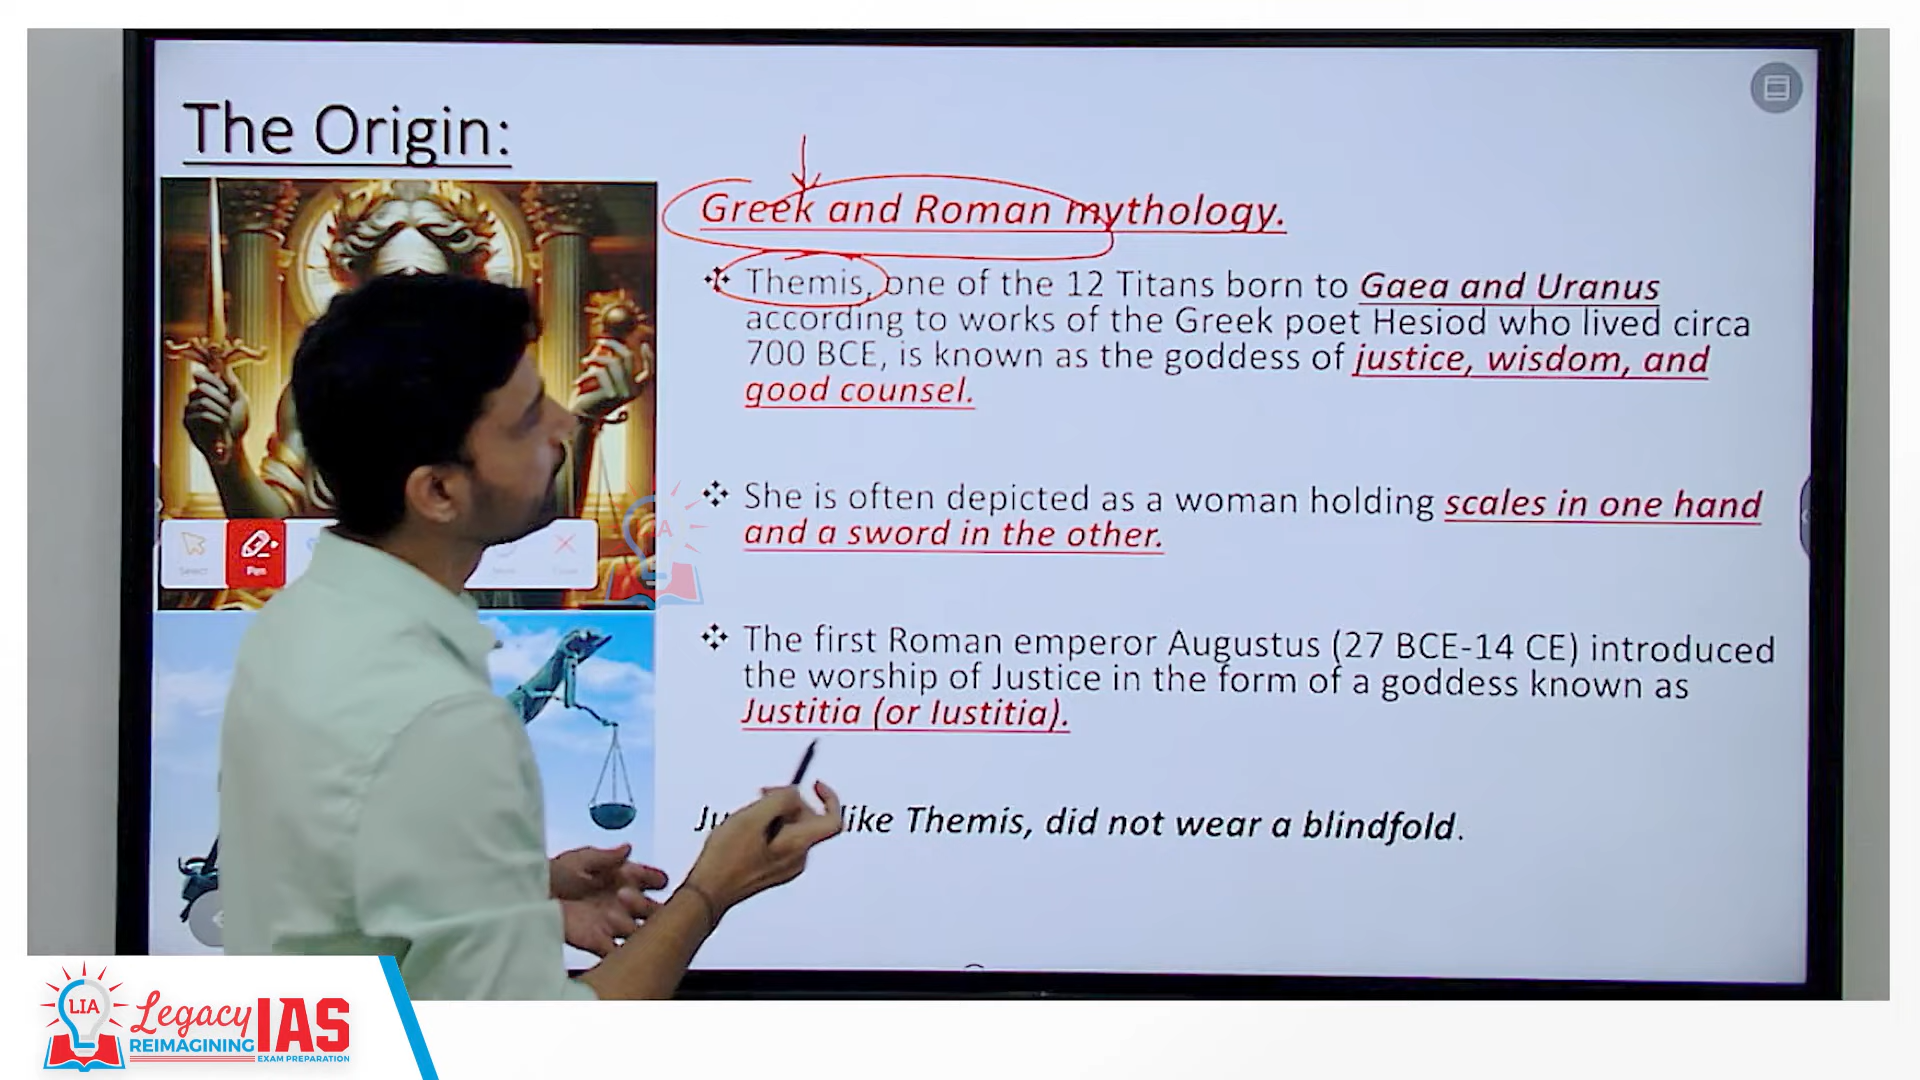 The Origin:
Greek and Roman mythology.
Themis, one of the 12 Titans born to Gaea and Uranus
according to works of the Greek poet Hesiod who lived circa
700 BCE, is known as the goddess of justice, wisdom, and
good counsel.
She is often depicted as a woman holding scales in one hand
and a sword in the other.
The first Roman emperor Augustus (27 BCE-14 CE) introduced
the worship of Justice in the form of a goddess known as
Justitia (or Iustitia).
like Themis, did not wear a blindfold.
Select
Pen
LIA
Legacy IAS
REIMAGINING
EXAM PREPARATION